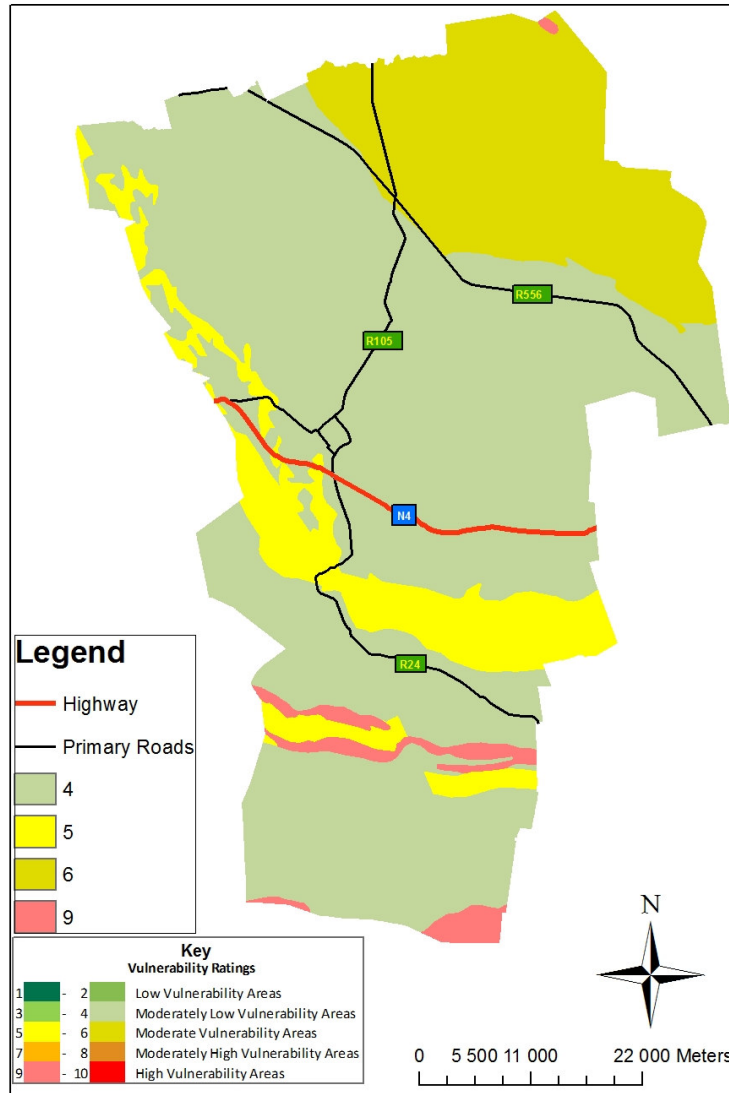 R556
R105
N4
R24
Legend
Highway
Primary Roads
4
5
6
9
Key
Vulnerability Ratings
1 - 2 Low Vulnerability Areas
3 - 4 Moderately Low Vulnerability Areas
5 - 6 Moderate Vulnerability Areas
7 - 8 Moderately High Vulnerability Areas
9 - 10 High Vulnerability Areas
N
0 5 500 11 000 22 000 Meters